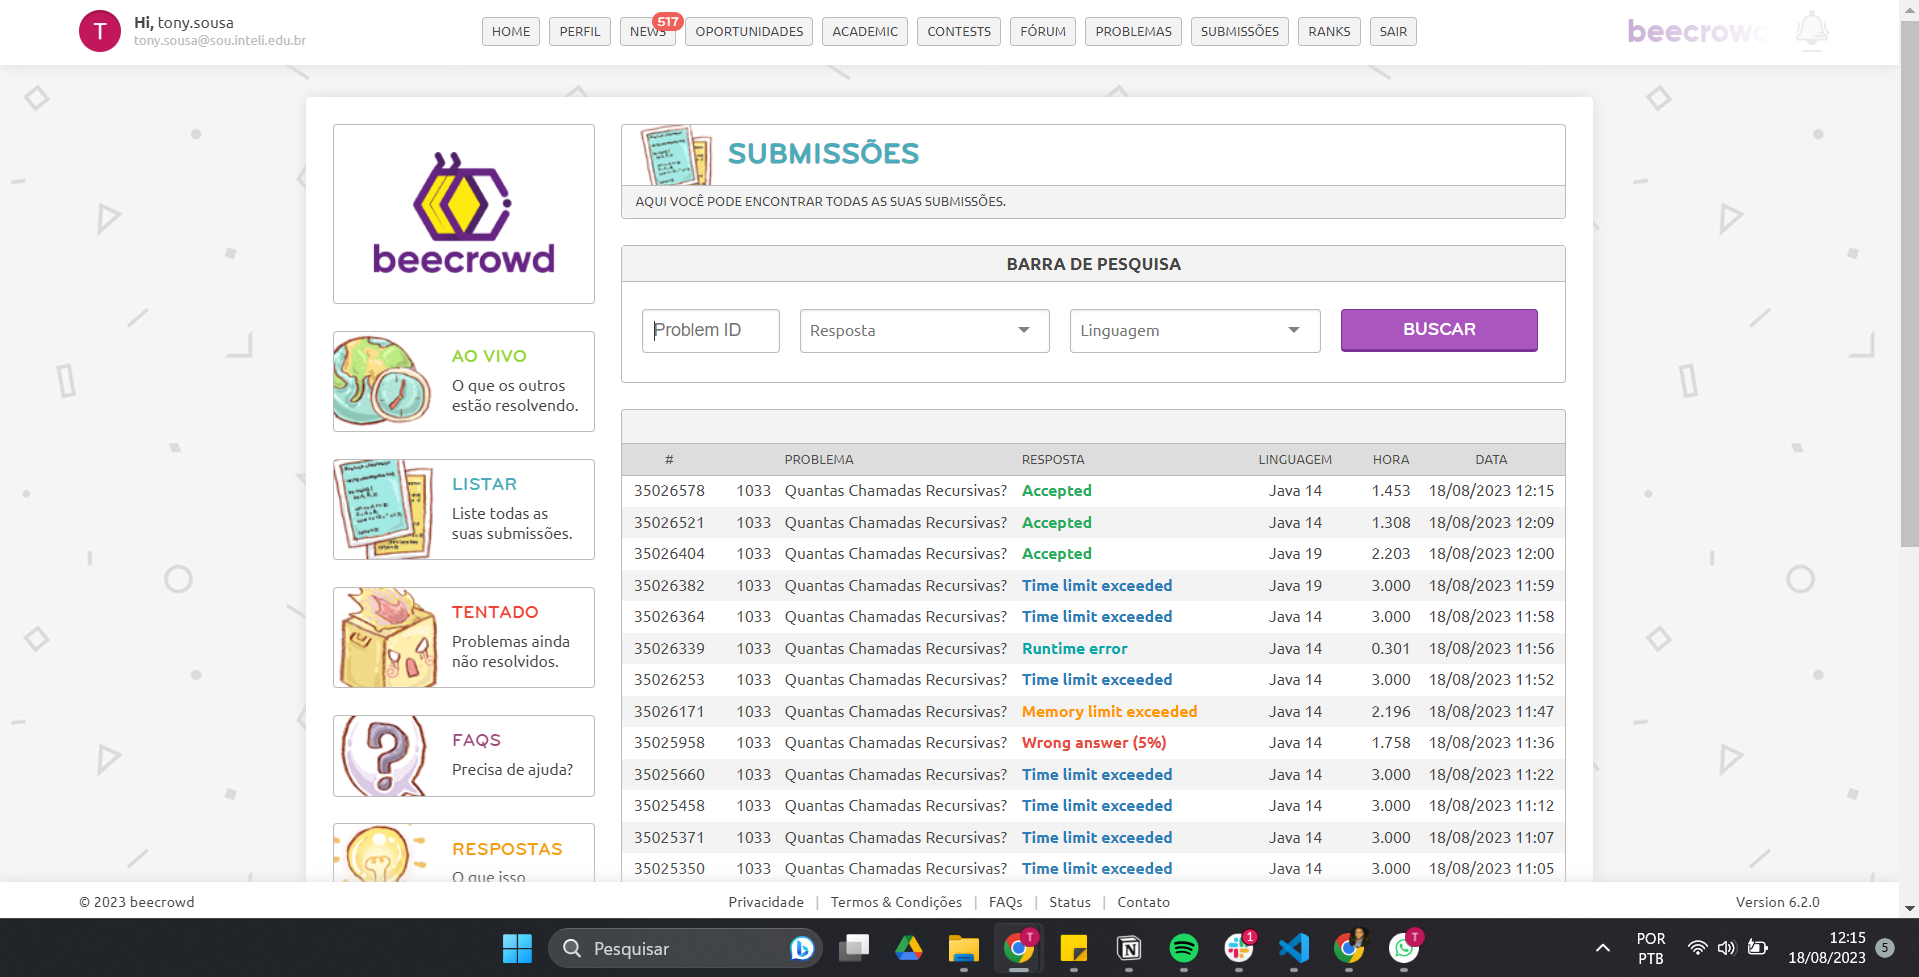 T
Hi, tony.sousa
tony.sousa@sou.inteli.edu.br
HOME
PERFIL
NEWS
517
OPORTUNIDADES
ACADEMIC
CONTESTS
FÓRUM
PROBLEMAS
SUBMISSÕES
RANKS
SAIR
beecrowd
beecrowd
AO VIVO
O que os outros
estão resolvendo.
LISTAR
Liste todas as
suas submissões.
TENTADO
Problemas ainda
não resolvidos.
FAQS
Precisa de ajuda?
RESPOSTAS
O que isso
SUBMISSÕES
AQUI VOCÊ PODE ENCONTRAR TODAS AS SUAS SUBMISSÕES.
BARRA DE PESQUISA
Problem ID
Resposta
Linguagem
BUSCAR
# PROBLEMA RESPOSTA LINGUAGEM HORA DATA
35026578 1033 Quantas Chamadas Recursivas? Accepted Java 14 1.453 18/08/2023 12:15
35026521 1033 Quantas Chamadas Recursivas? Accepted Java 14 1.308 18/08/2023 12:09
35026404 1033 Quantas Chamadas Recursivas? Accepted Java 19 2.203 18/08/2023 12:00
35026382 1033 Quantas Chamadas Recursivas? Time limit exceeded Java 19 3.000 18/08/2023 11:59
35026364 1033 Quantas Chamadas Recursivas? Time limit exceeded Java 14 3.000 18/08/2023 11:58
35026339 1033 Quantas Chamadas Recursivas? Runtime error Java 14 0.301 18/08/2023 11:56
35026253 1033 Quantas Chamadas Recursivas? Time limit exceeded Java 14 3.000 18/08/2023 11:52
35026171 1033 Quantas Chamadas Recursivas? Memory limit exceeded Java 14 2.196 18/08/2023 11:47
35025958 1033 Quantas Chamadas Recursivas? Wrong answer (5%) Java 14 1.758 18/08/2023 11:36
35025660 1033 Quantas Chamadas Recursivas? Time limit exceeded Java 14 3.000 18/08/2023 11:22
35025458 1033 Quantas Chamadas Recursivas? Time limit exceeded Java 14 3.000 18/08/2023 11:12
35025371 1033 Quantas Chamadas Recursivas? Time limit exceeded Java 14 3.000 18/08/2023 11:07
35025350 1033 Quantas Chamadas Recursivas? Time limit exceeded Java 14 3.000 18/08/2023 11:05
© 2023 beecrowd
Privacidade | Termos & Condições | FAQs | Status | Contato
Version 6.2.0
Pesquisar
T
1
T
POR
PTB
12:15
18/08/2023
5